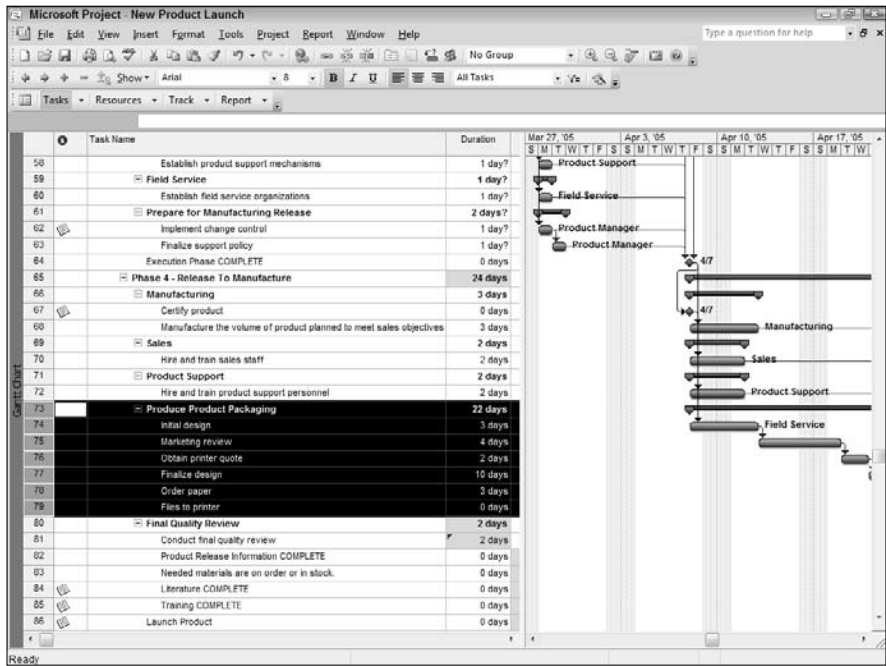 Microsoft Project - New Product Launch
File Edit View Insert Format Tools Project Report Window Help
Type a question for help
No Group
Show Arial 8 B I U All Tasks
Tasks Resources Track Report
Task Name Duration Mar 27, '05 Apr 3, '05 Apr 10, '05 Apr 17, '05
S M T W T F S S M T W T F S S M T W T F S S M T W
58 Establish product support mechanisms 1 day? Product Support
59 Field Service 1 day?
60 Establish field service organizations 1 day? Field Service
61 Prepare for Manufacturing Release 2 days?
62 Implement change control 1 day? Product Manager
63 Finalize support policy 1 day? Product Manager
64 Execution Phase COMPLETE 0 days 4/7
65 Phase 4 - Release To Manufacture 24 days
66 Manufacturing 3 days
67 Certify product 0 days 4/7
68 Manufacture the volume of product planned to meet sales objectives 3 days Manufacturing
69 Sales 2 days
70 Hire and train sales staff 2 days Sales
71 Product Support 2 days
72 Hire and train product support personnel 2 days Product Support
73 Produce Product Packaging 22 days
74 Initial design 3 days Field Service
75 Marketing review 4 days
76 Obtain printer quote 2 days
77 Finalize design 10 days
78 Order paper 3 days
79 Files to printer 0 days
80 Final Quality Review 2 days
81 Conduct final quality review 2 days
82 Product Release Information COMPLETE 0 days
83 Needed materials are on order or in stock. 0 days
84 Literature COMPLETE 0 days
85 Training COMPLETE 0 days
86 Launch Product 0 days
Gantt Chart
Ready